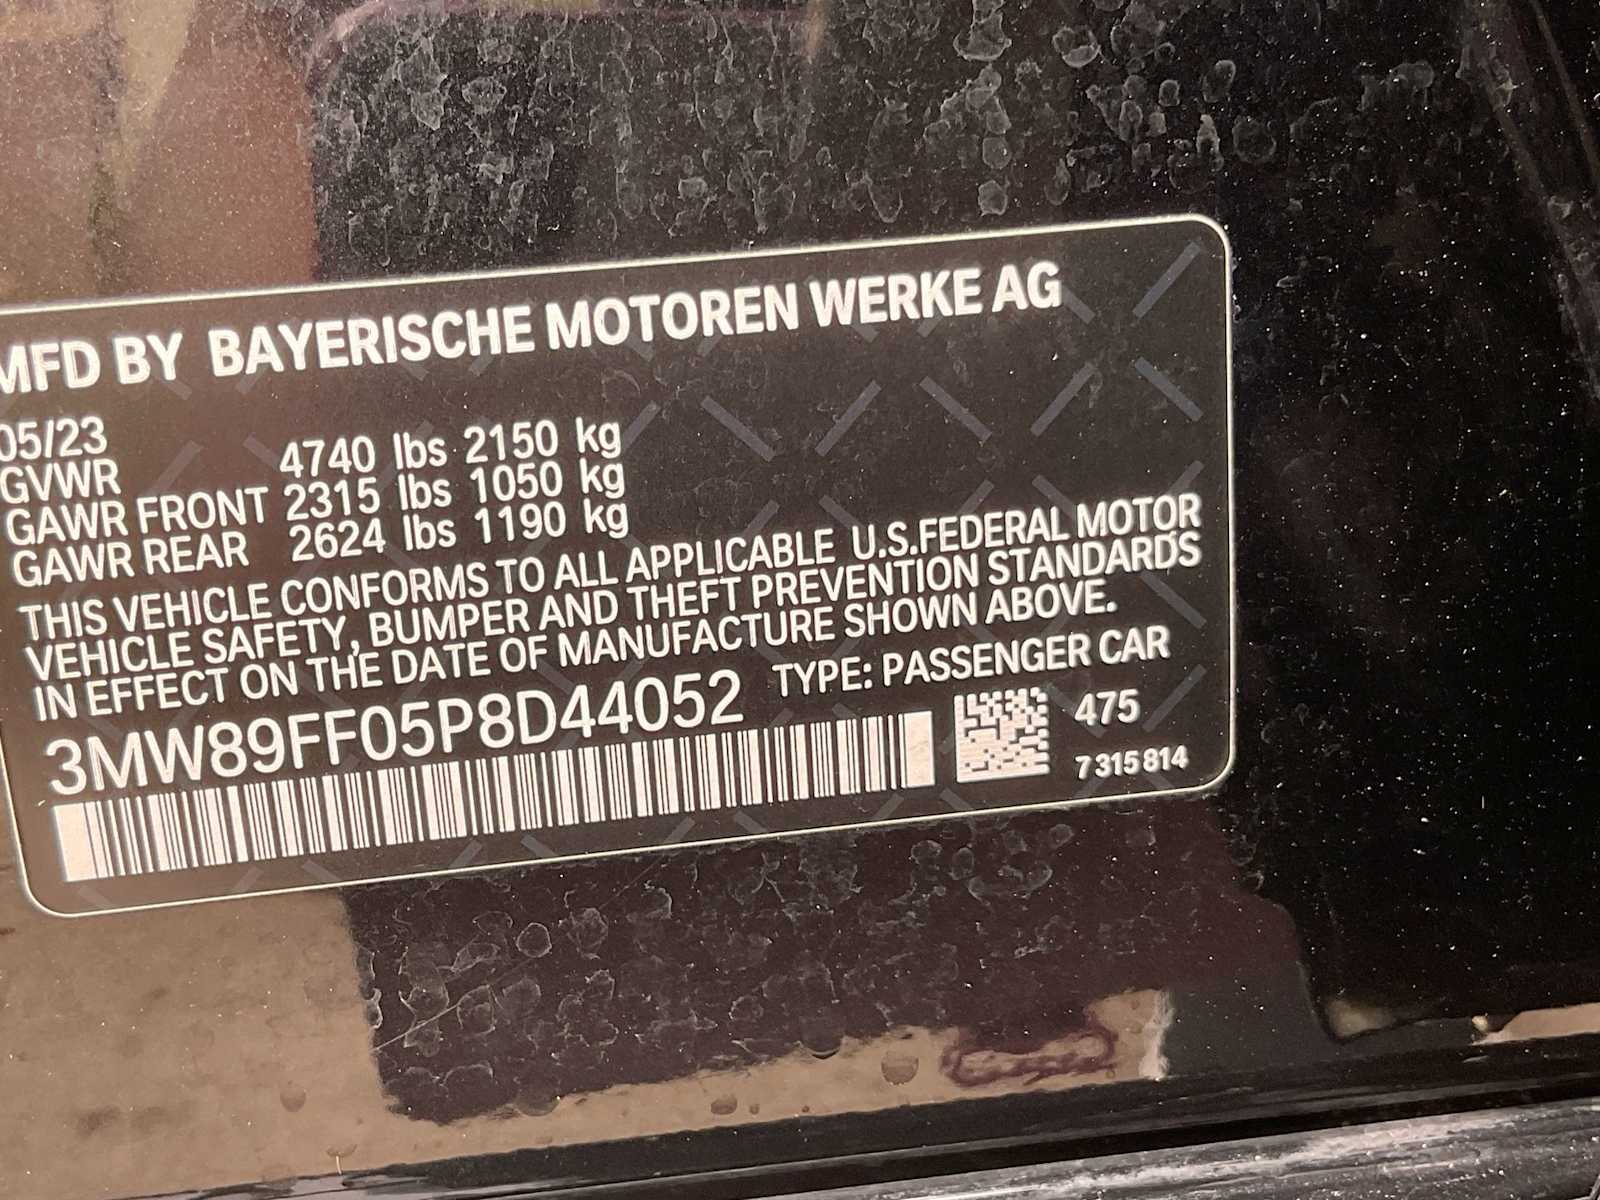 MFD BY BAYERISCHE MOTOREN WERKE AG
05/23
GVWR 4740 lbs 2150 kg
GAWR FRONT 2315 lbs 1050 kg
GAWR REAR 2624 lbs 1190 kg
THIS VEHICLE CONFORMS TO ALL APPLICABLE U.S.FEDERAL MOTOR
VEHICLE SAFETY, BUMPER AND THEFT PREVENTION STANDARDS
IN EFFECT ON THE DATE OF MANUFACTURE SHOWN ABOVE.
3MW89FF05P8D44052 TYPE: PASSENGER CAR
475
7 315 814